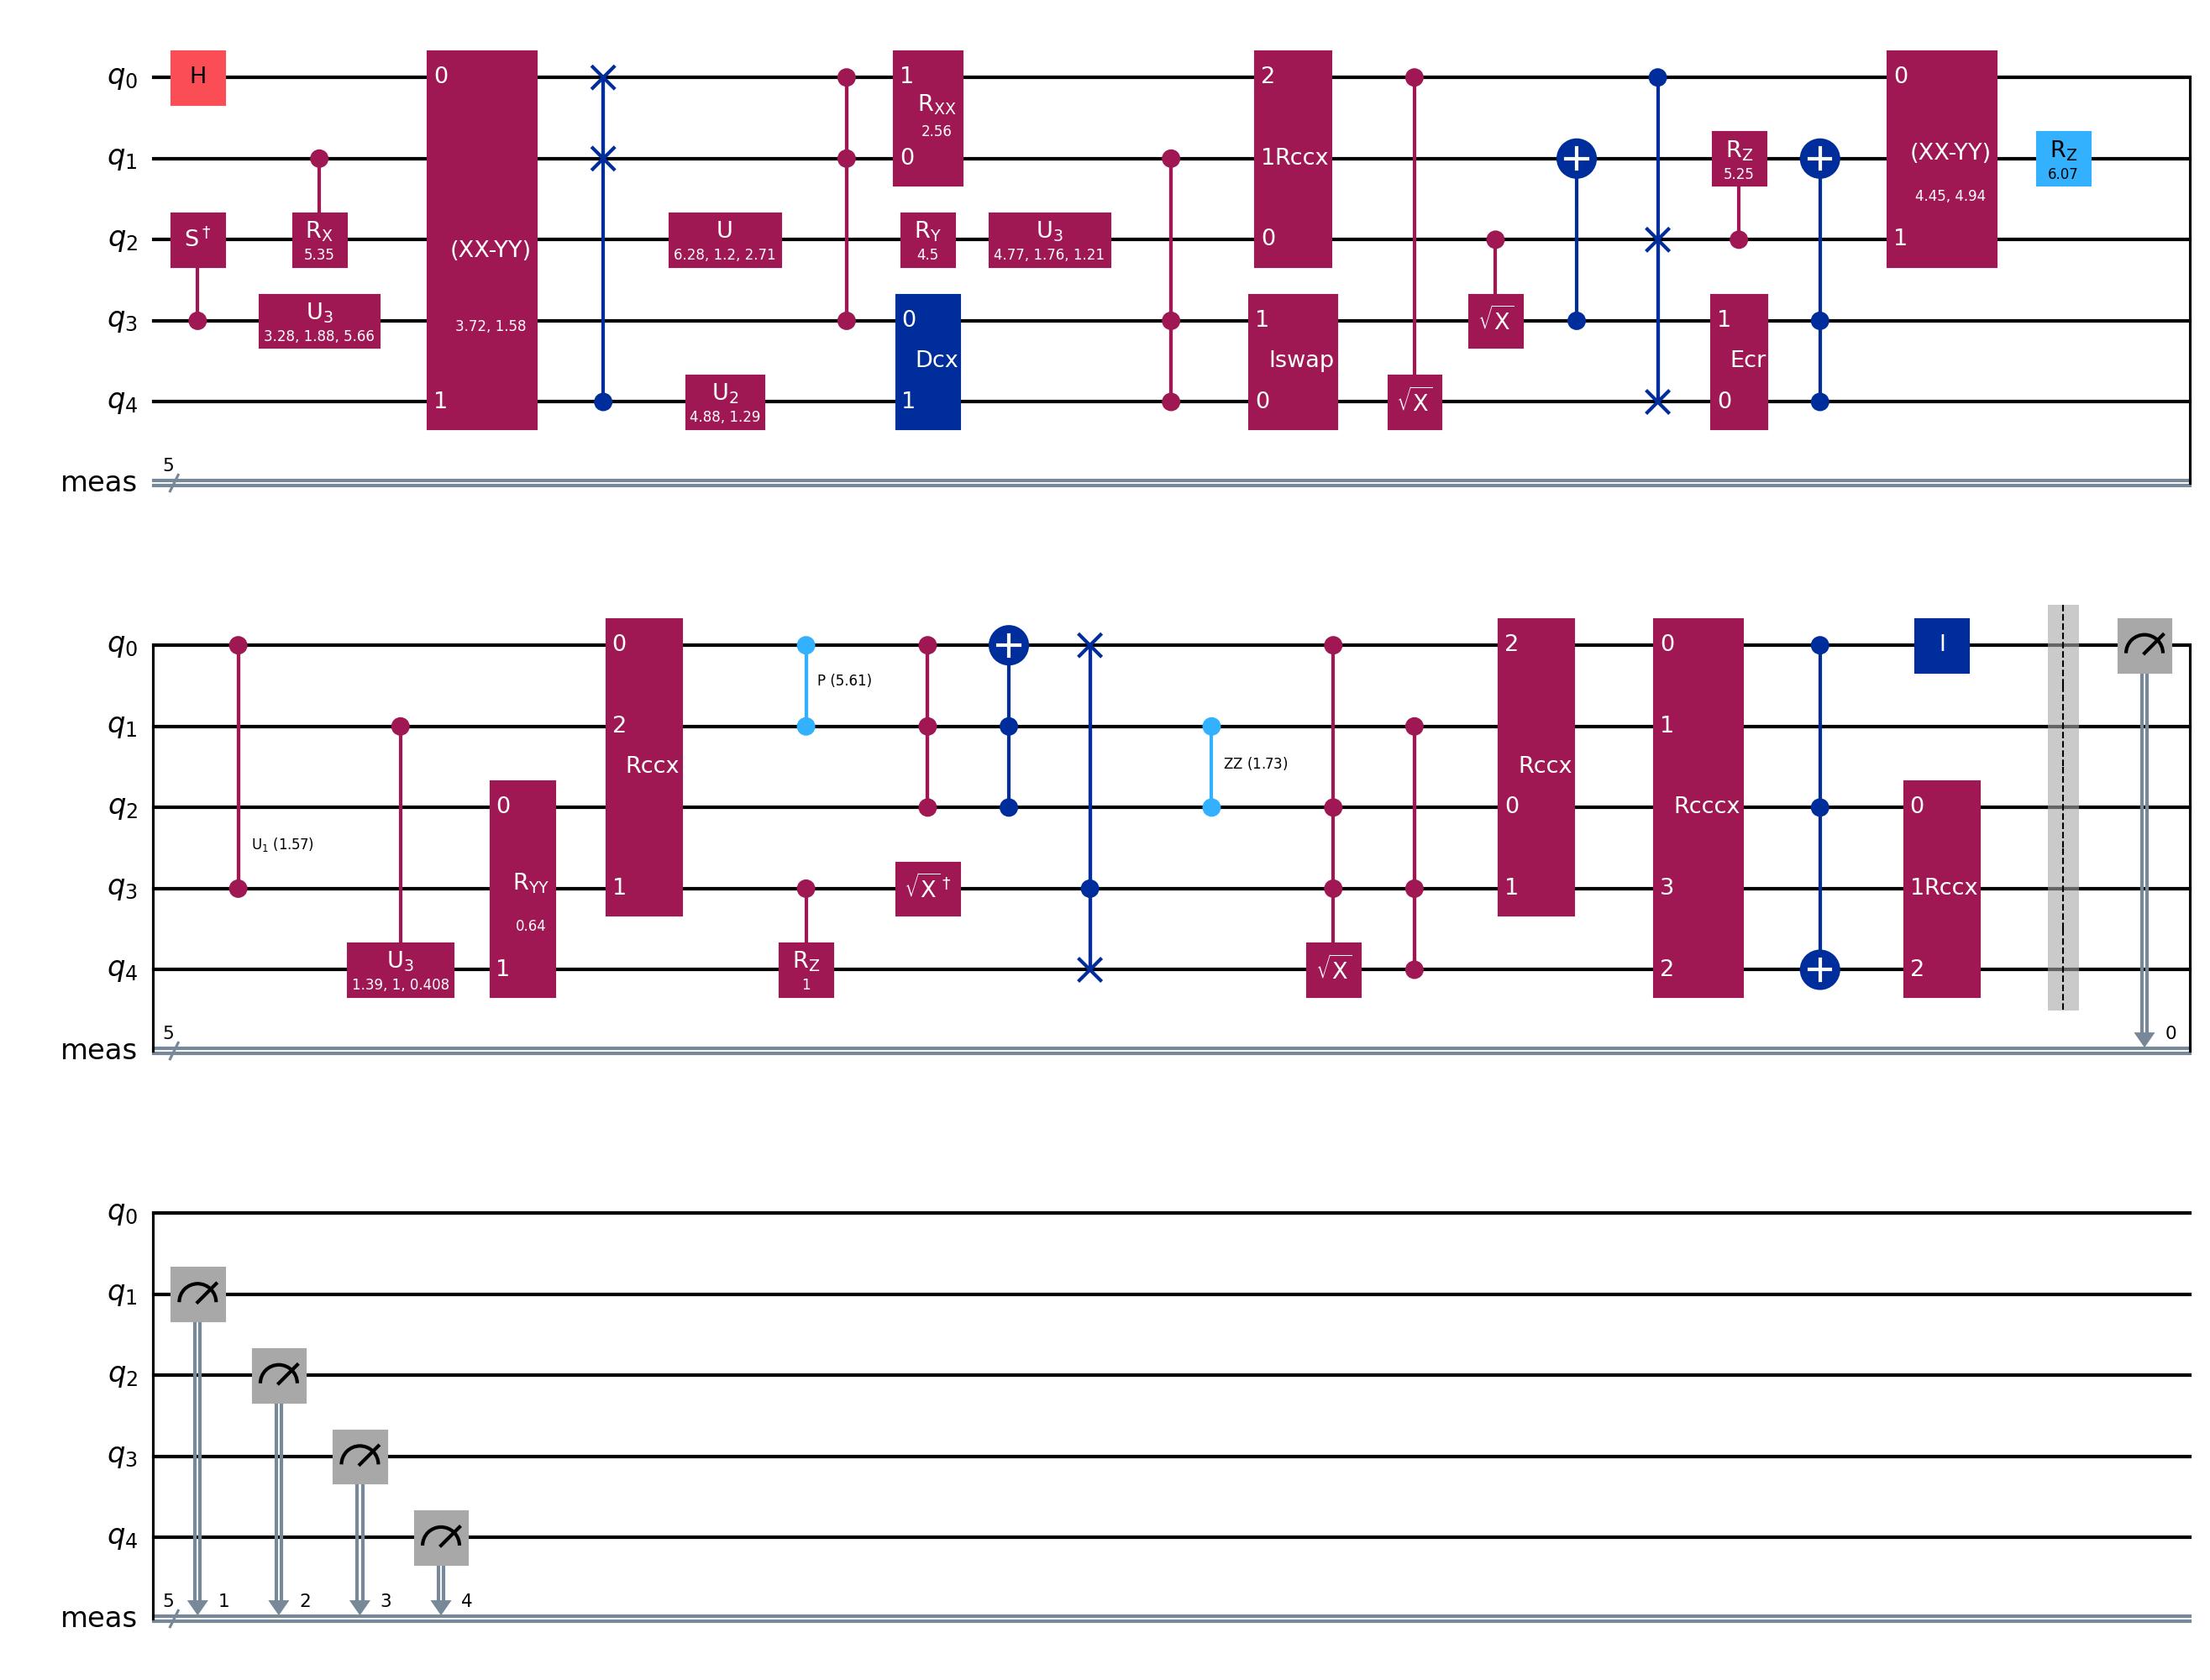 q0 H 0 1 R_XX 2.56 2 0
q1 0 1Rccx R_Z 5.25 (XX-YY) 4.45, 4.94 R_Z 6.07
q2 S† R_X 5.35 (XX-YY) U 6.28, 1.2, 2.71 R_Y 4.5 U3 4.77, 1.76, 1.21 0 1
q3 U3 3.28, 1.88, 5.66 3.72, 1.58 0 Dcx 1 Iswap √X 1 Ecr
q4 1 U2 4.88, 1.29 1 0 √X 0
meas 5
q0 0 P (5.61) 2 0 I
q1 2 Rccx ZZ (1.73) Rccx 1
q2 U1 (1.57) 0 0 Rcccx 0
q3 R_YY 0.64 1 √X† 1 3 1Rccx
q4 U3 1.39, 1, 0.408 1 R_Z 1 √X 2 2
meas 5 0
q0
q1
q2
q3
q4
meas 5 1 2 3 4